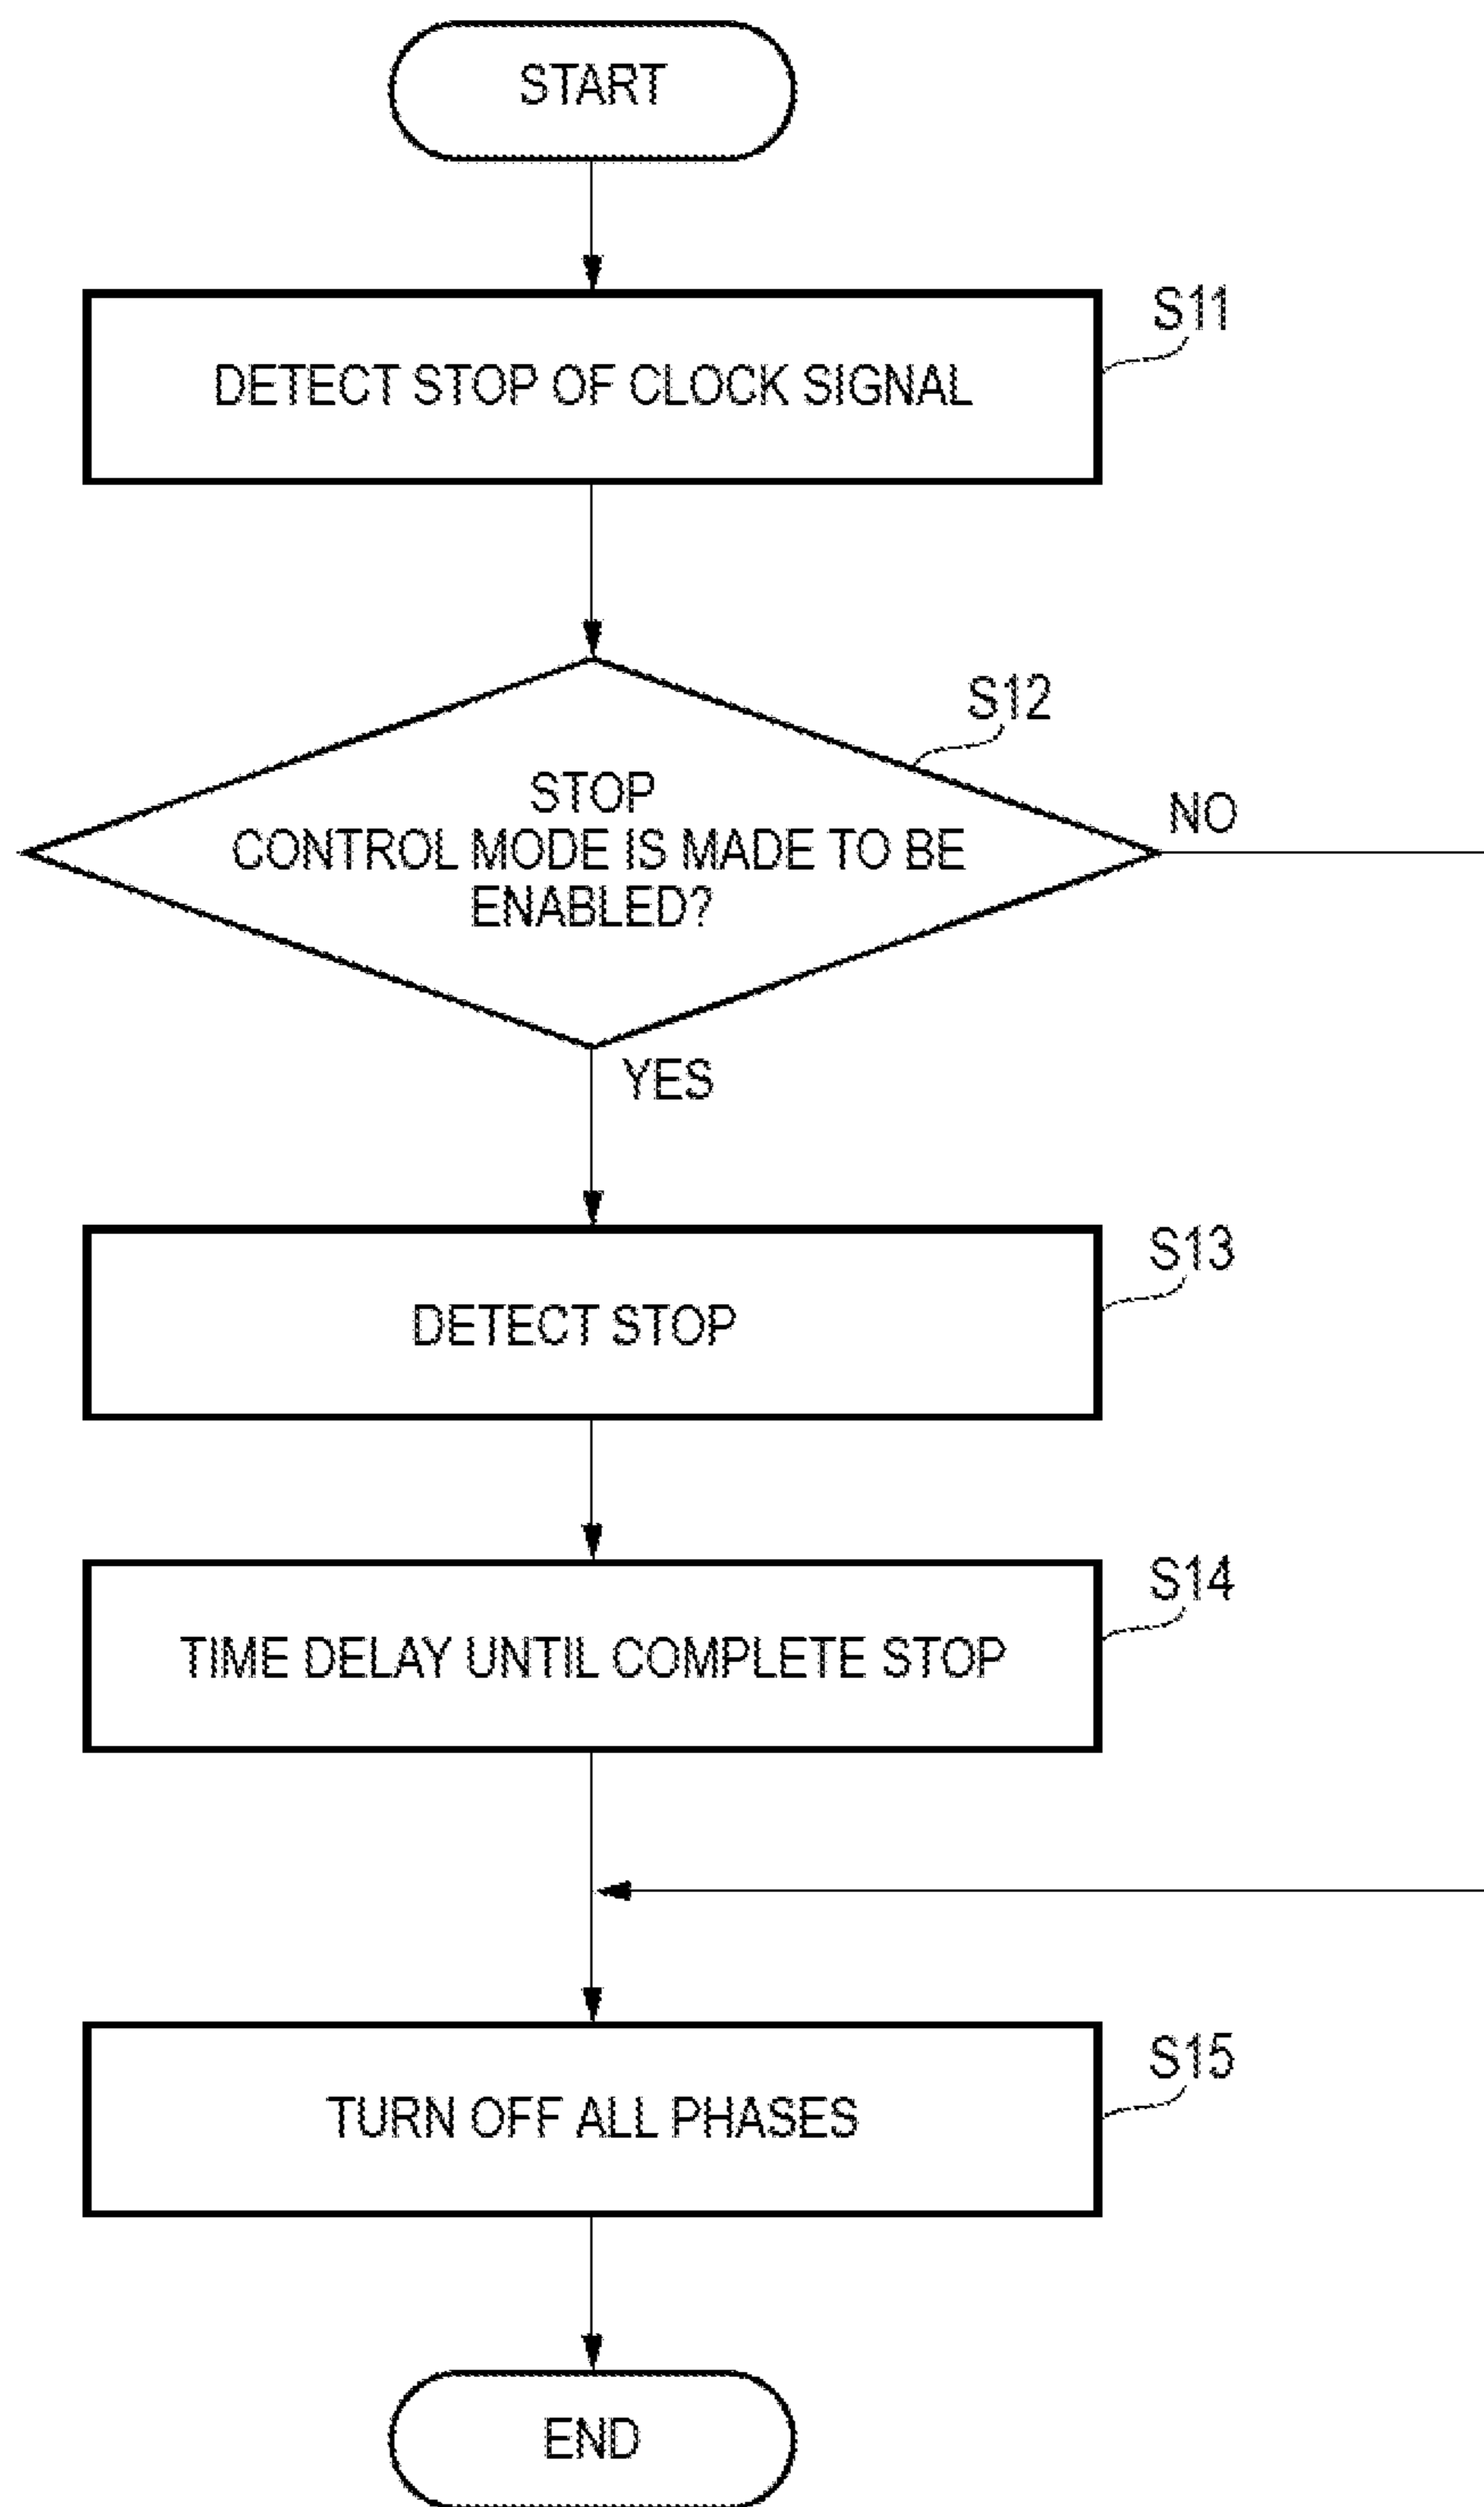 START
S11
DETECT STOP OF CLOCK SIGNAL
S12
STOP
CONTROL MODE IS MADE TO BE
ENABLED?
NO
YES
S13
DETECT STOP
S14
TIME DELAY UNTIL COMPLETE STOP
S15
TURN OFF ALL PHASES
END